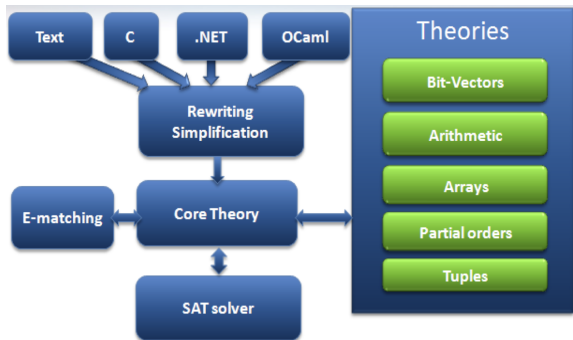 Text
C
.NET
OCaml
Theories
Rewriting
Simplification
Bit-Vectors
Arithmetic
Arrays
Partial orders
Tuples
E-matching
Core Theory
SAT solver